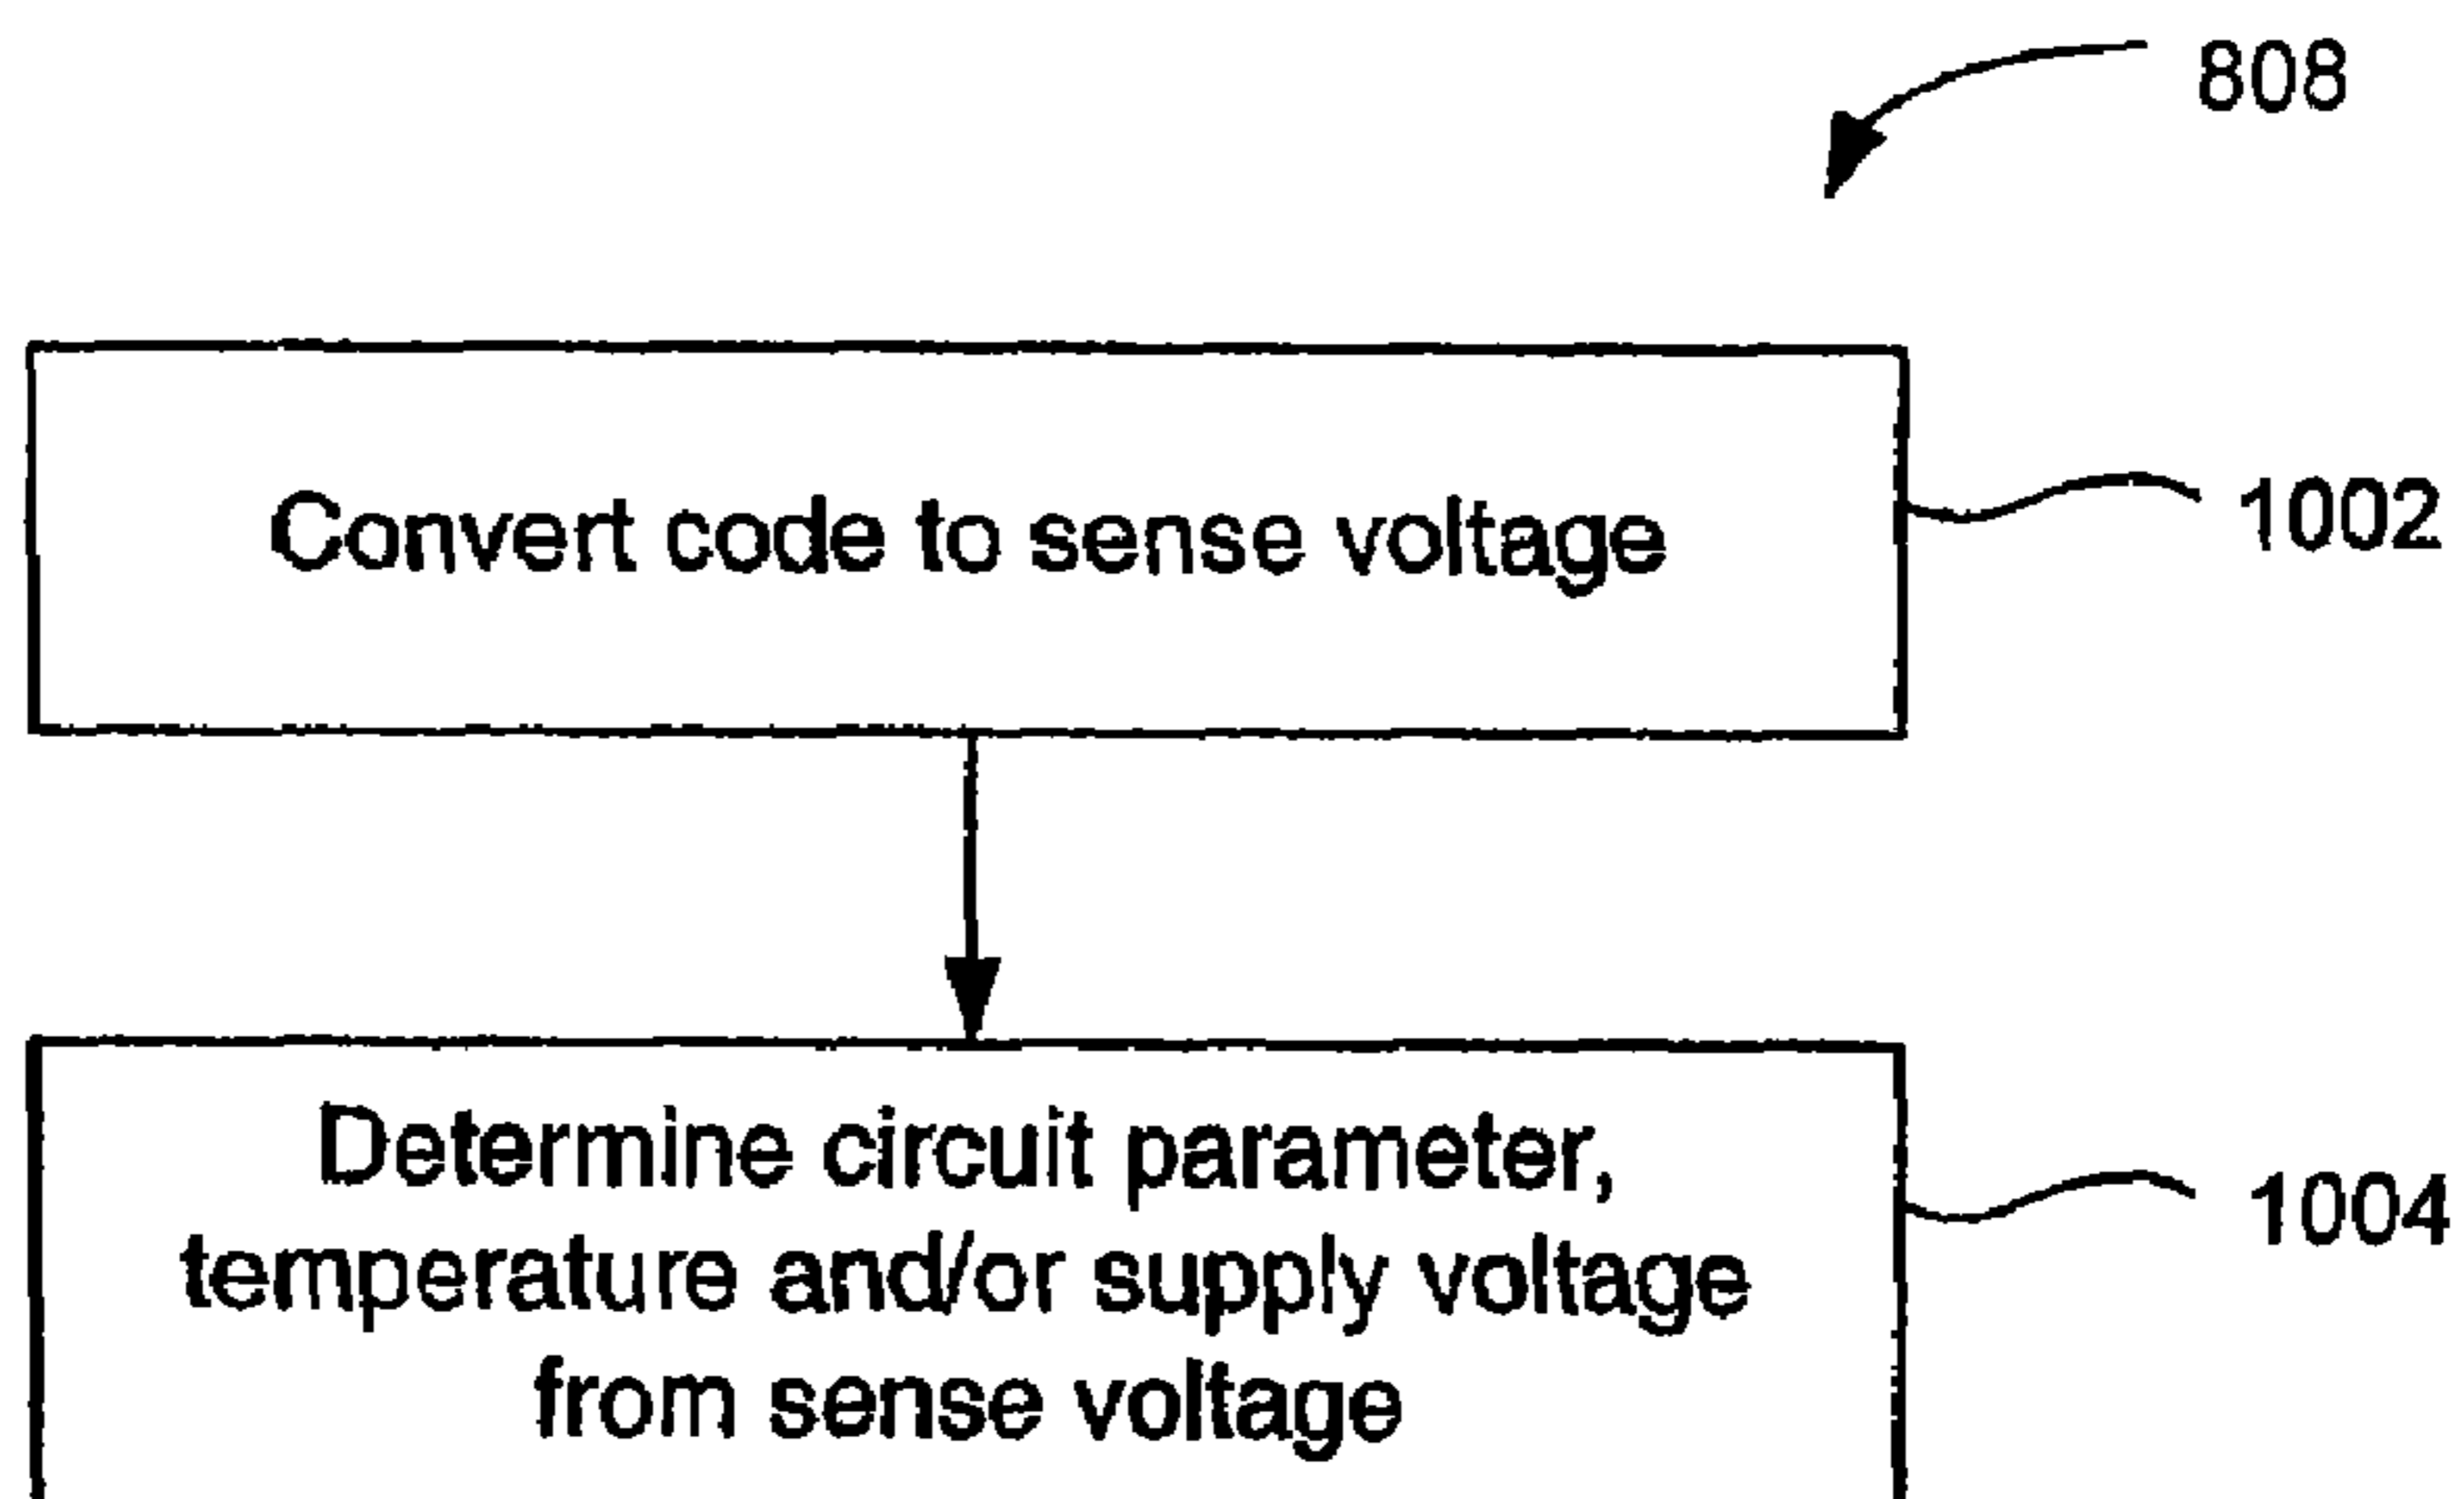 808
Convert code to sense voltage
1002
Determine circuit parameter,
temperature and/or supply voltage
from sense voltage
1004